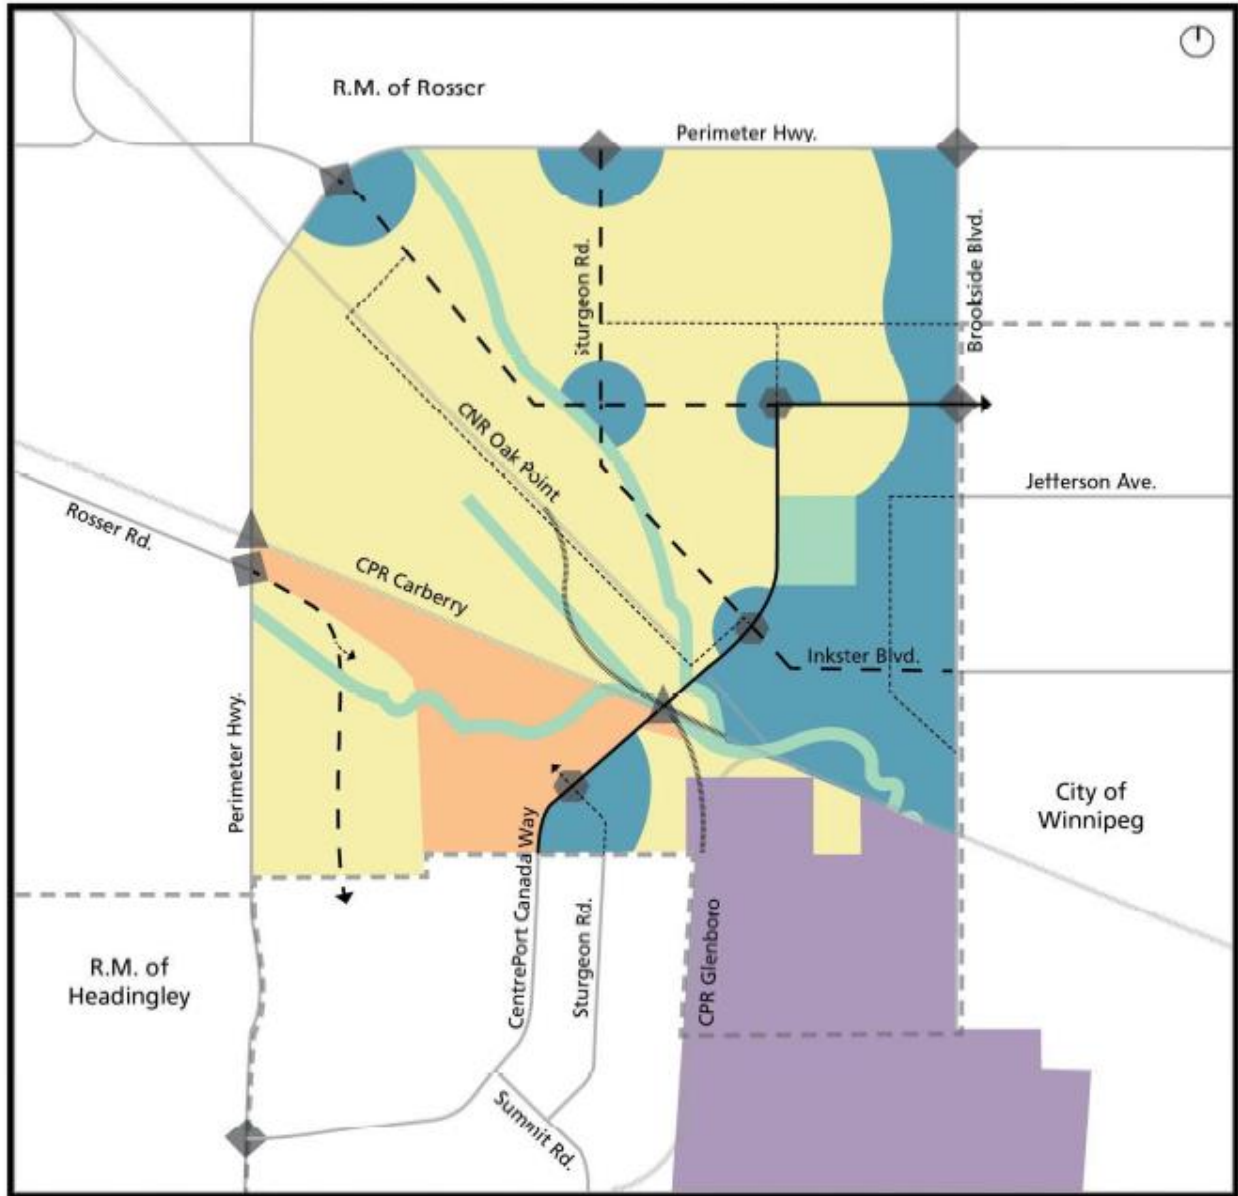 R.M. of Rosser
Perimeter Hwy.
Sturgeon Rd.
Brookside Blvd.
CNR Oak Point
Jefferson Ave.
Rosser Rd.
CPR Carberry
Inkster Blvd.
Perimeter Hwy.
City of
Winnipeg
CentrePort Canada Way
Sturgeon Rd.
CPR Glenboro
R.M. of
Headingley
Summit Rd.